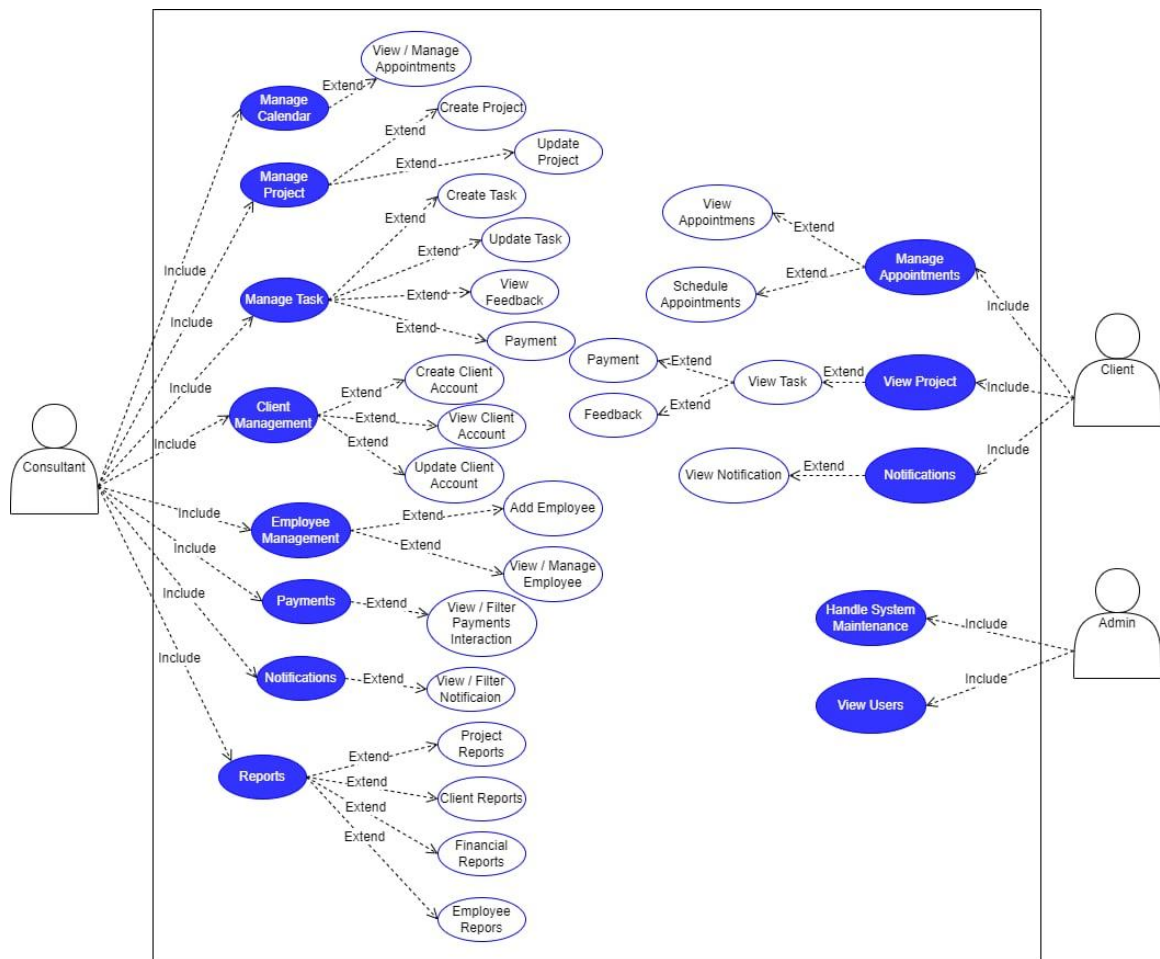 View / Manage
Appointments
Extend
Manage
Calendar
Create Project
Extend
Update
Project
Extend
Manage
Project
Create Task
Extend
Update Task
Extend
View
Feedback
Extend
Manage Task
Payment
Extend
Include
Include
Include
Include
Create Client
Account
Extend
Client
Management
View Client
Account
Extend
Update Client
Account
Extend
Consultant
Include
Employee
Management
Add Employee
Extend
View / Manage
Employee
Extend
Include
Payments
Extend
View / Filter
Payments
Interaction
Include
Notifications
Extend
View / Filter
Notificaion
Include
Reports
Project
Reports
Extend
Client Reports
Extend
Financial
Reports
Extend
Employee
Repors
Extend
View
Appointmens
Extend
Manage
Appointments
Schedule
Appointments
Extend
Include
Client
Payment
Extend
View Task
Extend
View Project
Include
Feedback
Extend
View Notification
Extend
Notifications
Include
Handle System
Maintenance
Include
Admin
View Users
Include